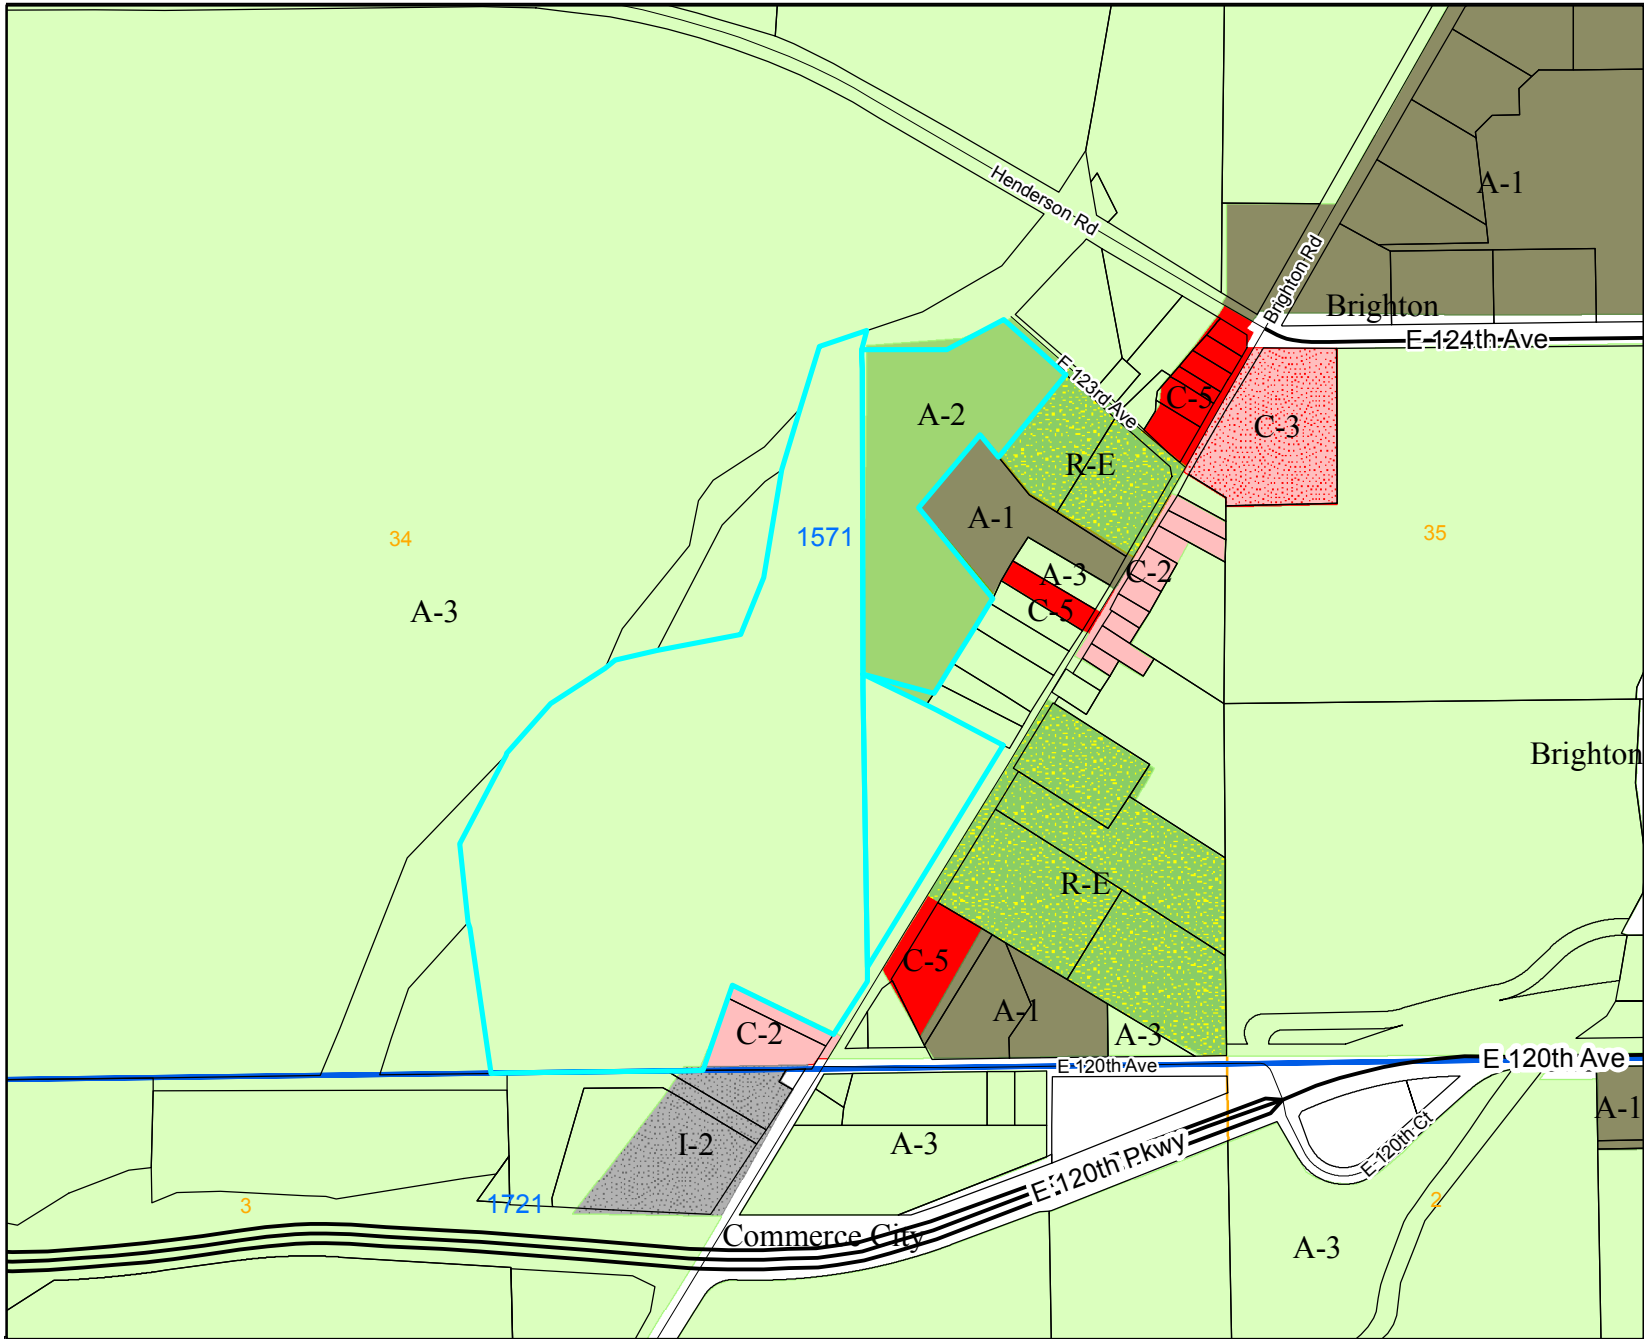 A-1
Henderson Rd
Brighton Rd
Brighton
E 124th Ave
E 123rd Ave
C-5
A-2
C-3
R-E
A-1
1571
34
35
A-3
C-2
A-3
C-5
Brighton
R-E
C-5
A-1
C-2
A-3
E 120th Ave
E 120th Ave
A-1
I-2
A-3
E 120th Ct
E 120th Pkwy
3
1721
2
Commerce City
A-3